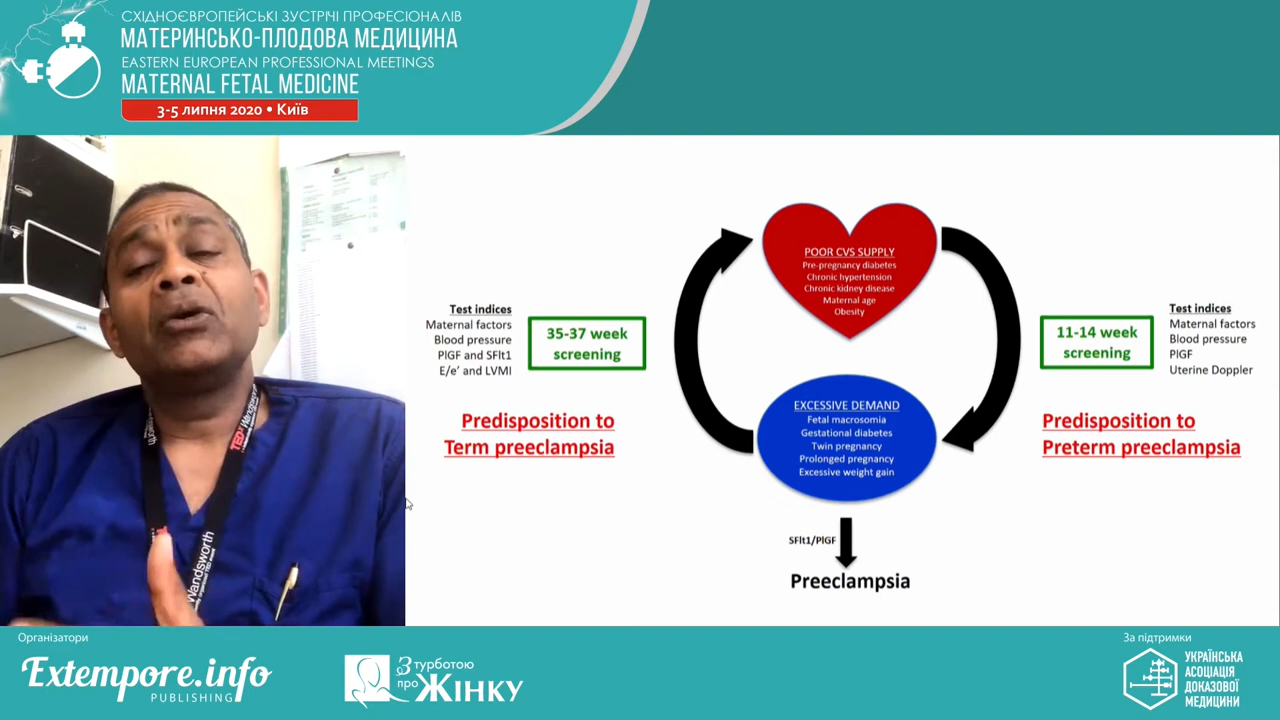 СХІДНОЄВРОПЕЙСЬКІ ЗУСТРІЧІ ПРОФЕСІОНАЛІВ
МАТЕРИНСЬКО-ПЛОДОВА МЕДИЦИНА
EASTERN EUROPEAN PROFESSIONAL MEETINGS
MATERNAL FETAL MEDICINE
3-5 липня 2020 • Київ
POOR CVS SUPPLY
Pre-pregnancy diabetes
Chronic hypertension
Chronic kidney disease
Maternal age
Obesity
Test indices
Maternal factors
Blood pressure
PlGF and SFlt1
E/e' and LVMI
35-37 week
screening
Predisposition to
Term preeclampsia
11-14 week
screening
Test indices
Maternal factors
Blood pressure
PlGF
Uterine Doppler
Predisposition to
Preterm preeclampsia
EXCESSIVE DEMAND
Fetal macrosomia
Gestational diabetes
Twin pregnancy
Prolonged pregnancy
Excessive weight gain
SFlt1/PlGF
Preeclampsia
TEDx Wandsworth
Wandsworth
Організатори
Extempore.info
PUBLISHING
З турботою
про ЖІНКУ
За підтримки
УКРАЇНСЬКА
АСОЦІАЦІЯ
ДОКАЗОВОЇ
МЕДИЦИНИ